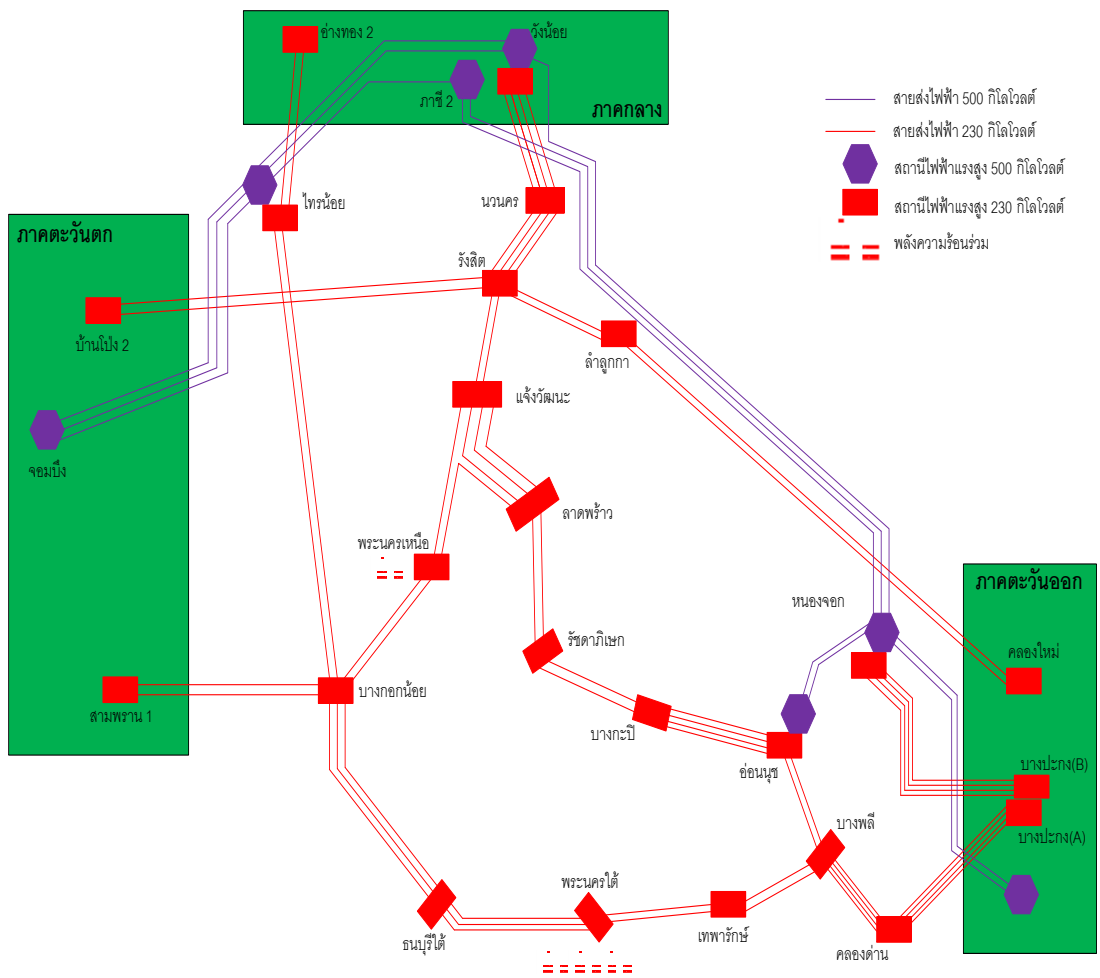 อ่างทอง 2
วังน้อย
ภาชี 2
ภาคกลาง
สายส่งไฟฟ้า 500 กิโลโวลต์
สายส่งไฟฟ้า 230 กิโลโวลต์
สถานีไฟฟ้าแรงสูง 500 กิโลโวลต์
สถานีไฟฟ้าแรงสูง 230 กิโลโวลต์
พลังความร้อนร่วม
ไทรน้อย
นวนคร
ภาคตะวันตก
รังสิต
บ้านโป่ง 2
ลำลูกกา
แจ้งวัฒนะ
จอมบึง
ลาดพร้าว
พระนครเหนือ
ภาคตะวันออก
หนองจอก
รัชดาภิเษก
คลองใหม่
บางกอกน้อย
สามพราน 1
บางกะปิ
อ่อนนุช
บางปะกง(B)
บางพลี
บางปะกง(A)
พระนครใต้
เทพารักษ์
ธนบุรีใต้
คลองด่าน